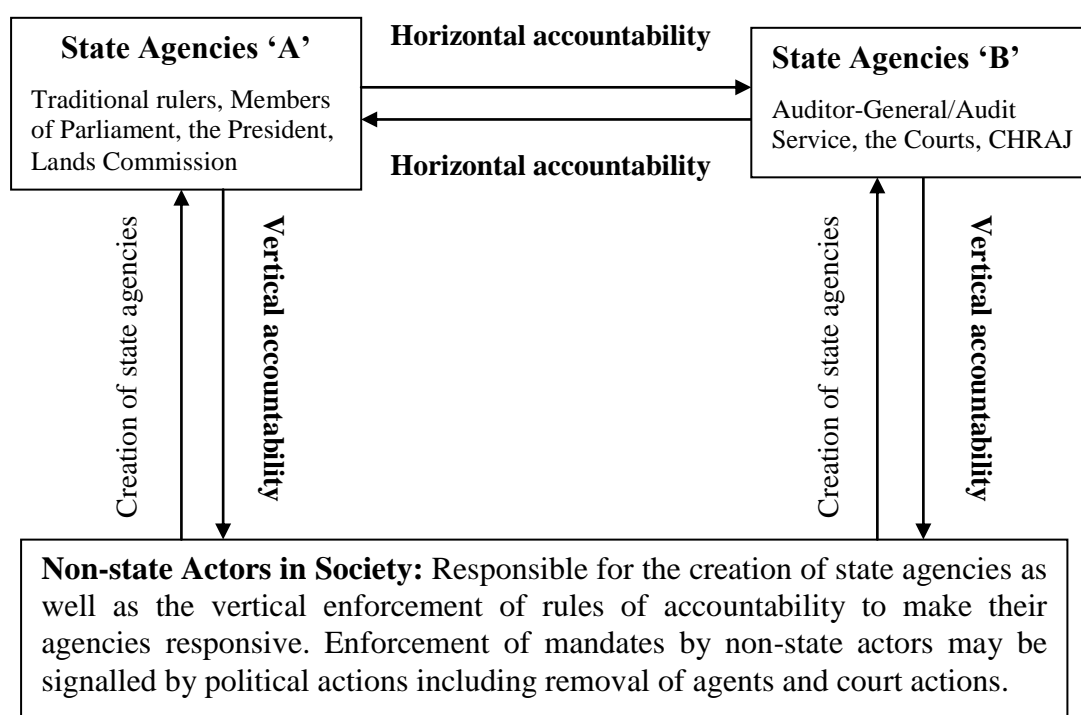 State Agencies ‘A’
Traditional rulers, Members
of Parliament, the President,
Lands Commission
Horizontal accountability
Horizontal accountability
State Agencies ‘B’
Auditor-General/Audit
Service, the Courts, CHRAJ
Creation of state agencies
Vertical accountability
Creation of state agencies
Vertical accountability
Non-state Actors in Society: Responsible for the creation of state agencies as
well as the vertical enforcement of rules of accountability to make their
agencies responsive. Enforcement of mandates by non-state actors may be
signalled by political actions including removal of agents and court actions.